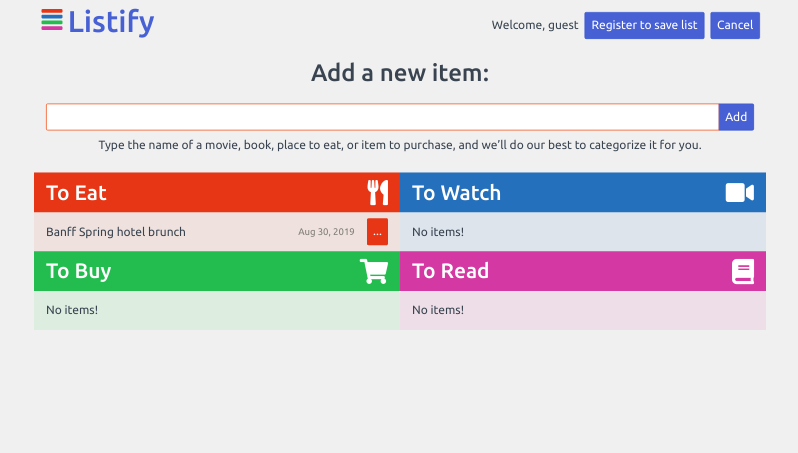 Listify
Welcome, guest
Register to save list
Cancel
Add a new item:
Add
Type the name of a movie, book, place to eat, or item to purchase, and we'll do our best to categorize it for you.
To Eat
Banff Spring hotel brunch
Aug 30, 2019
...
To Watch
No items!
To Buy
No items!
To Read
No items!